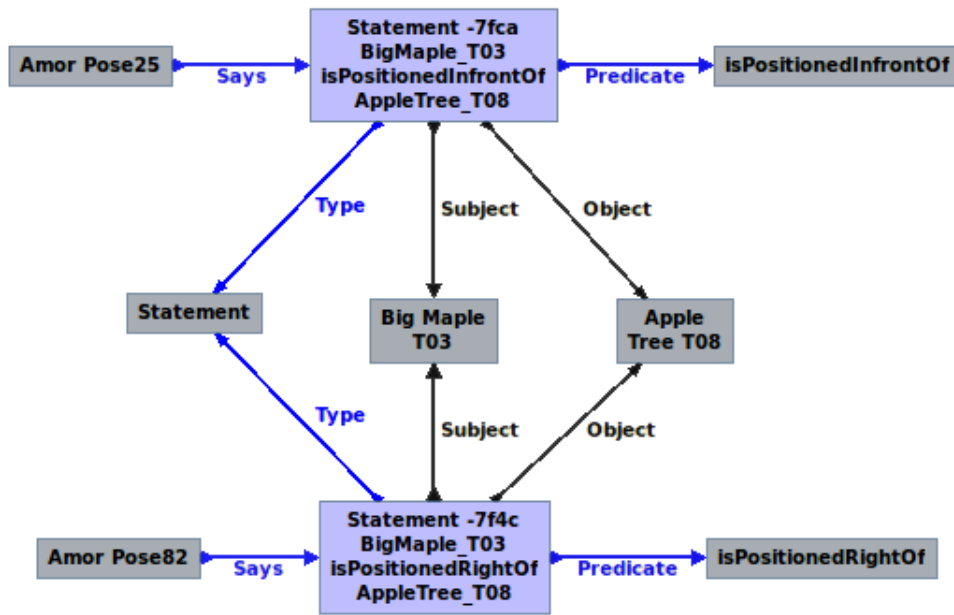 Statement -7fca
BigMaple_T03
isPositionedInfrontOf
AppleTree_T08
Amor Pose25
Says
Predicate
isPositionedInfrontOf
Type
Subject
Object
Statement
Big Maple
T03
Apple
Tree T08
Type
Subject
Object
Statement -7f4c
BigMaple_T03
isPositionedRightOf
AppleTree_T08
Amor Pose82
Says
Predicate
isPositionedRightOf